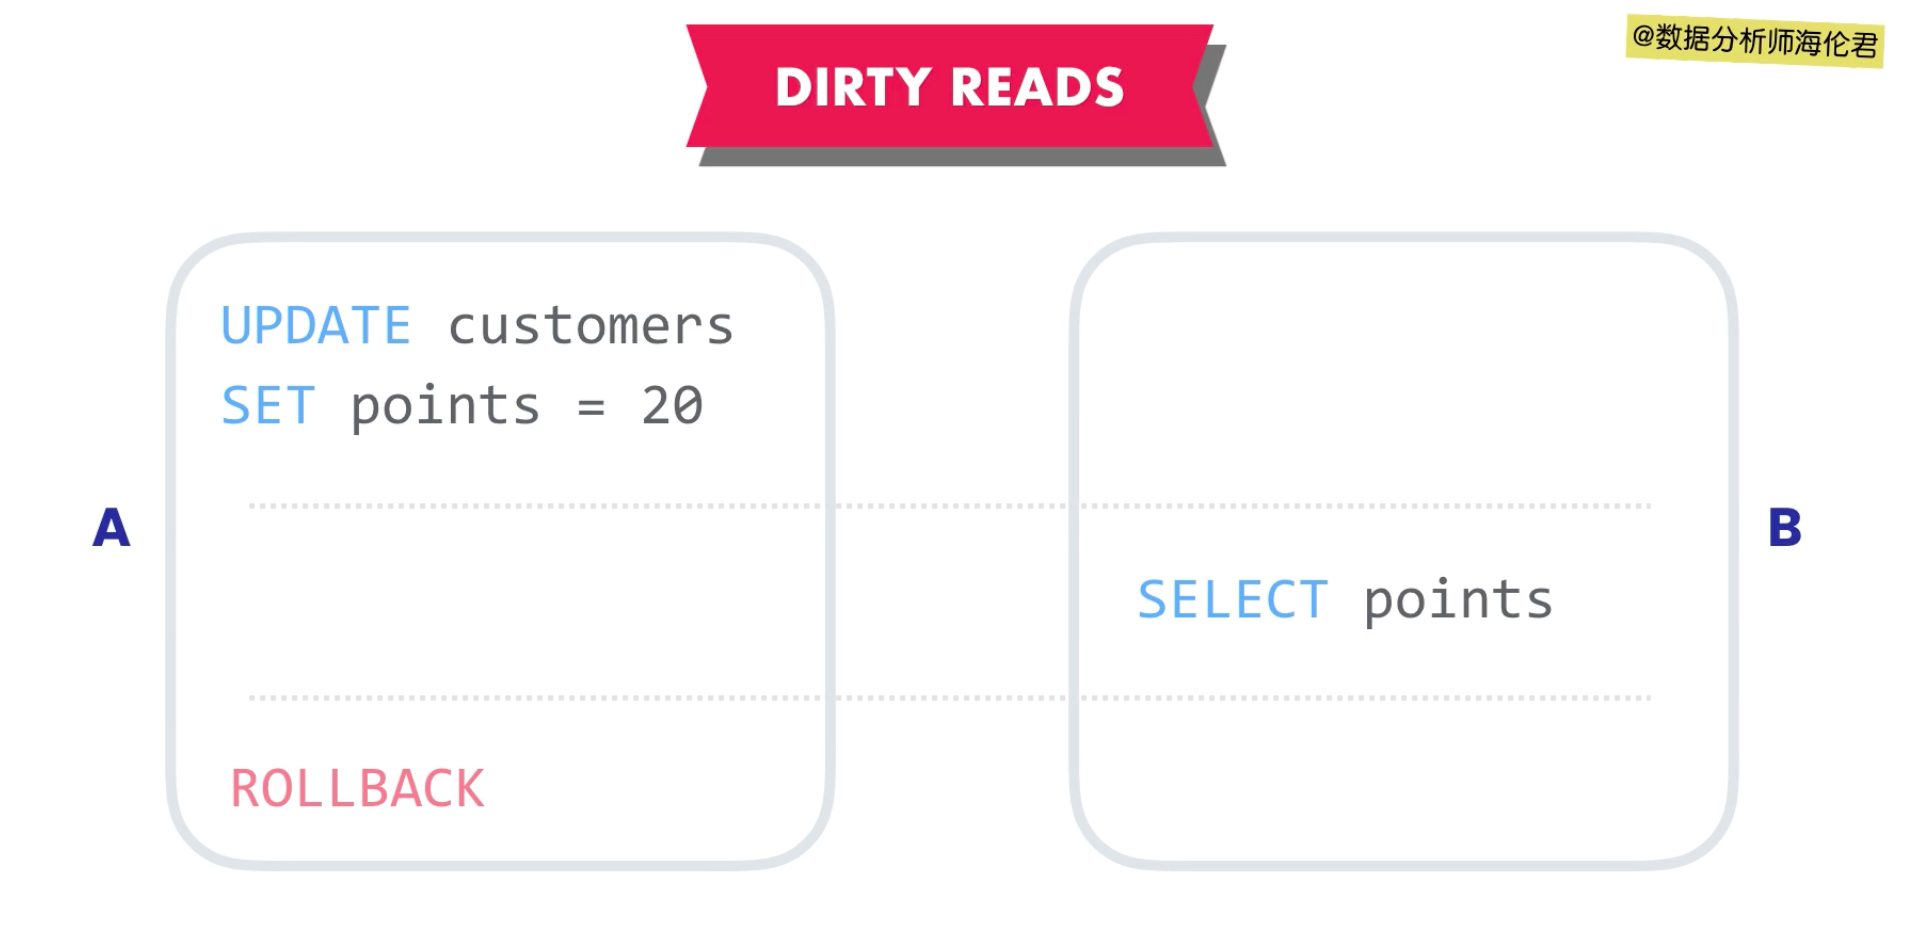 @数据分析师海伦君
DIRTY READS
UPDATE customers
SET points = 20
A
B
SELECT points
ROLLBACK